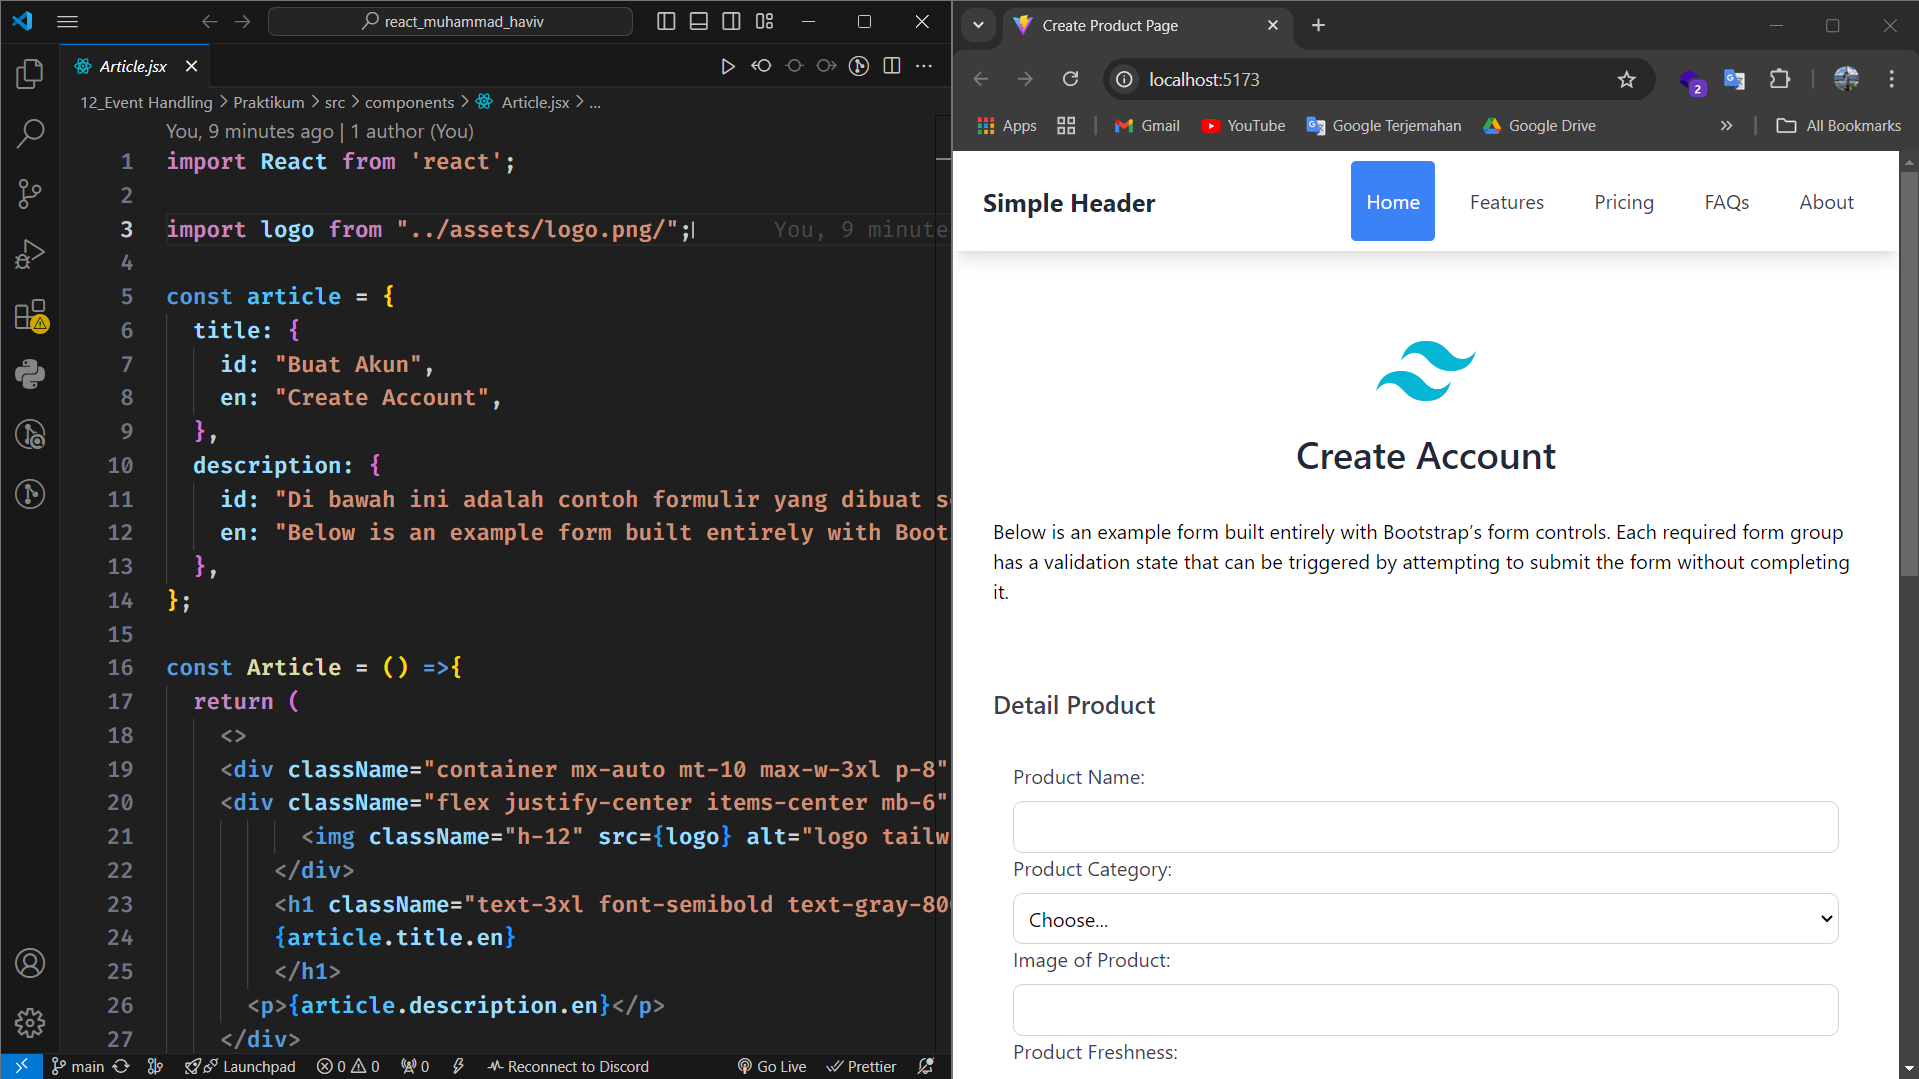 react_muhammad_haviv
Article.jsx
12_Event Handling > Praktikum > src > components > Article.jsx > ...
You, 9 minutes ago | 1 author (You)
1 import React from 'react';
2
3 import logo from "../assets/logo.png/"; You, 9 minute
4
5 const article = {
6 title: {
7 id: "Buat Akun",
8 en: "Create Account",
9 },
10 description: {
11 id: "Di bawah ini adalah contoh formulir yang dibuat s
12 en: "Below is an example form built entirely with Boot
13 },
14 };
15
16 const Article = () =>{
17 return (
18 <>
19 <div className="container mx-auto mt-10 max-w-3xl p-8"
20 <div className="flex justify-center items-center mb-6"
21 <img className="h-12" src={logo} alt="logo tailw
22 </div>
23 <h1 className="text-3xl font-semibold text-gray-80
24 {article.title.en}
25 </h1>
26 <p>{article.description.en}</p>
27 </div>
main Launchpad 0 0 0 Reconnect to Discord Go Live Prettier
Create Product Page
localhost:5173
2
Apps Gmail YouTube Google Terjemahan Google Drive All Bookmarks
Simple Header Home Features Pricing FAQs About
Create Account
Below is an example form built entirely with Bootstrap’s form controls. Each required form group
has a validation state that can be triggered by attempting to submit the form without completing
it.
Detail Product
Product Name:
Product Category:
Choose...
Image of Product:
Product Freshness: